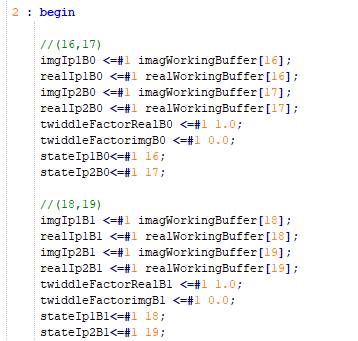 2 : begin
//(16,17)
imgIp1B0 <=#1 imagWorkingBuffer[16];
realIp1B0 <=#1 realWorkingBuffer[16];
imgIp2B0 <=#1 imagWorkingBuffer[17];
realIp2B0 <=#1 realWorkingBuffer[17];
twiddleFactorRealB0 <=#1 1.0;
twiddleFactorimgB0 <=#1 0.0;
stateIp1B0<=#1 16;
stateIp2B0<=#1 17;
//(18,19)
imgIp1B1 <=#1 imagWorkingBuffer[18];
realIp1B1 <=#1 realWorkingBuffer[18];
imgIp2B1 <=#1 imagWorkingBuffer[19];
realIp2B1 <=#1 realWorkingBuffer[19];
twiddleFactorRealB1 <=#1 1.0;
twiddleFactorimgB1 <=#1 0.0;
stateIp1B1<=#1 18;
stateIp2B1<=#1 19;